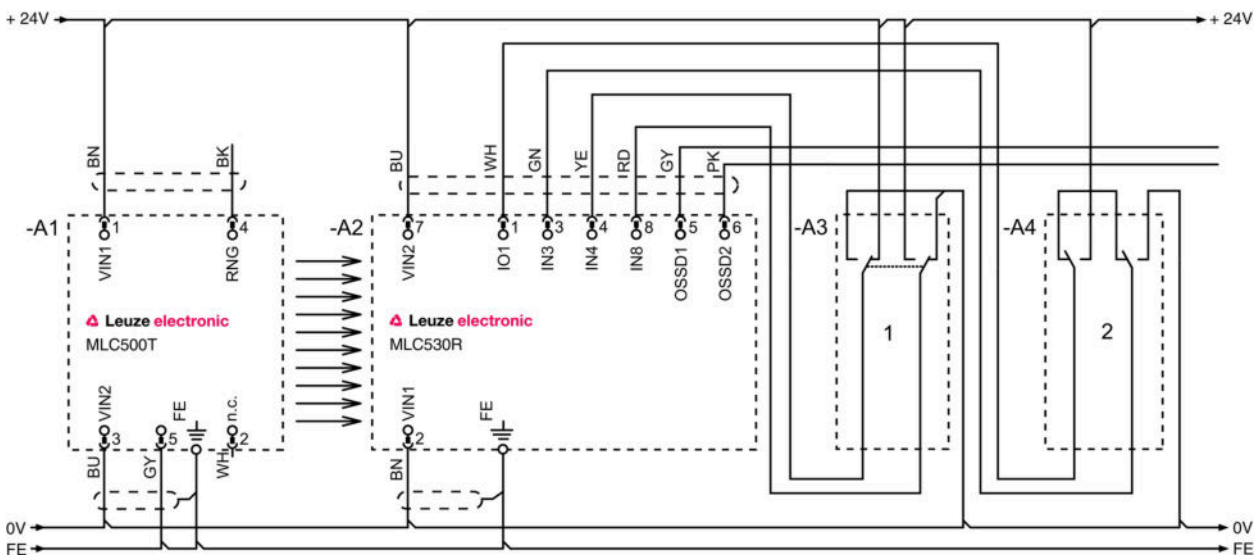 + 24V
+ 24V
BN
BK
BU
WH
GN
YE
RD
GY
PK
-A1
1
4
-A2
7
1
3
4
8
5
6
-A3
-A4
VIN1
RNG
VIN2
IO1
IN3
IN4
IN8
OSSD1
OSSD2
Leuze electronic
MLC500T
Leuze electronic
MLC530R
1
2
VIN2
FE
n.c.
VIN1
FE
3
5
2
2
BU
GY
WH
BN
0V
0V
FE
FE